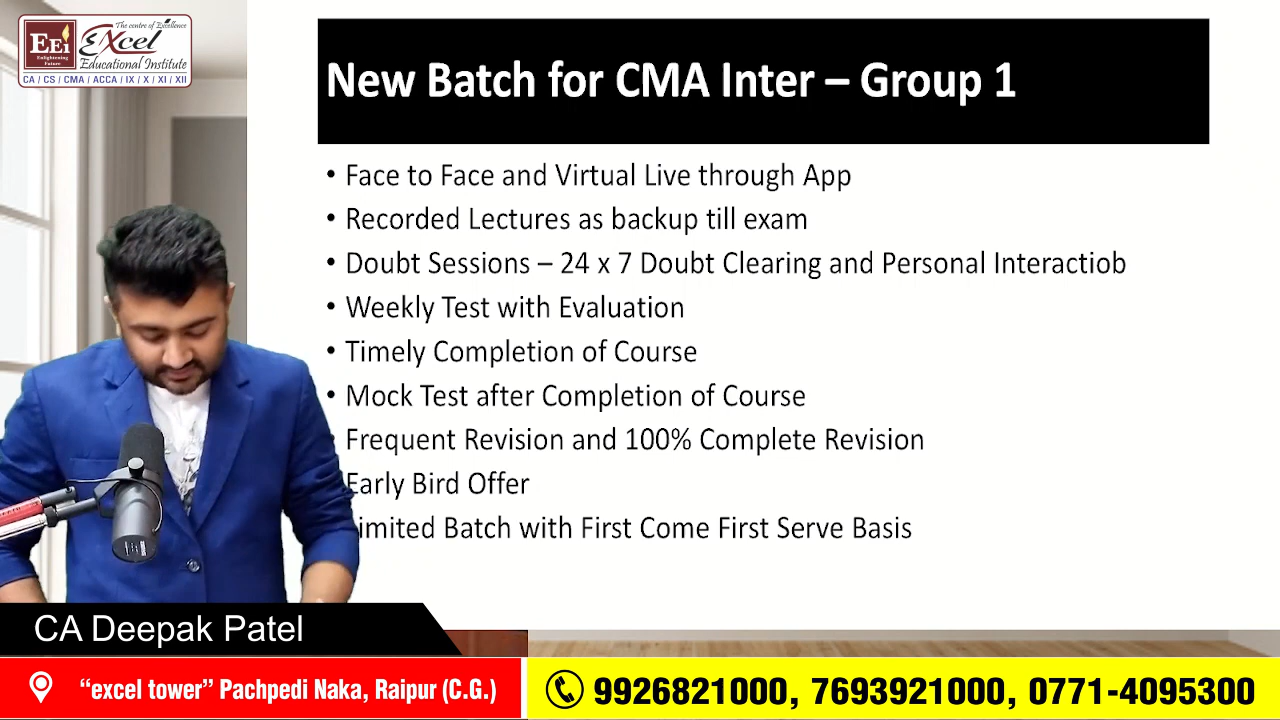 The centre of Excellence
EEi
Excel
Enlightening
Future
Educational Institute
CA / CS / CMA / ACCA / IX / X / XI / XII
New Batch for CMA Inter – Group 1
• Face to Face and Virtual Live through App
• Recorded Lectures as backup till exam
• Doubt Sessions – 24 x 7 Doubt Clearing and Personal Interactiob
• Weekly Test with Evaluation
• Timely Completion of Course
• Mock Test after Completion of Course
Frequent Revision and 100% Complete Revision
Early Bird Offer
imited Batch with First Come First Serve Basis
CA Deepak Patel
“excel tower” Pachpedi Naka, Raipur (C.G.)
9926821000, 7693921000, 0771-4095300